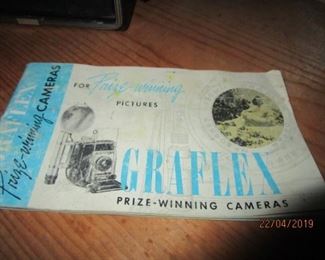 GRAFLEX
Prize-winning CAMERAS
FOR Prize-winning
PICTURES
GRAFLEX
PRIZE-WINNING CAMERAS
22/04/2019